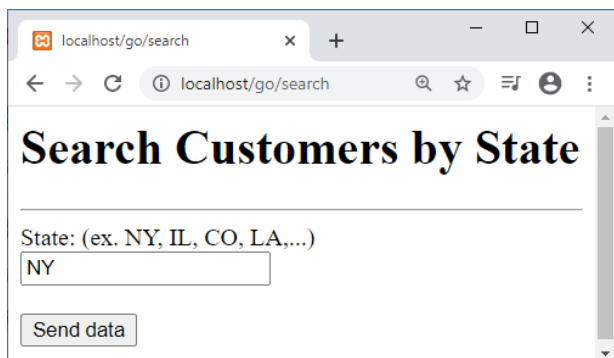 localhost/go/search
localhost/go/search
Search Customers by State
State: (ex. NY, IL, CO, LA,...)
NY
Send data